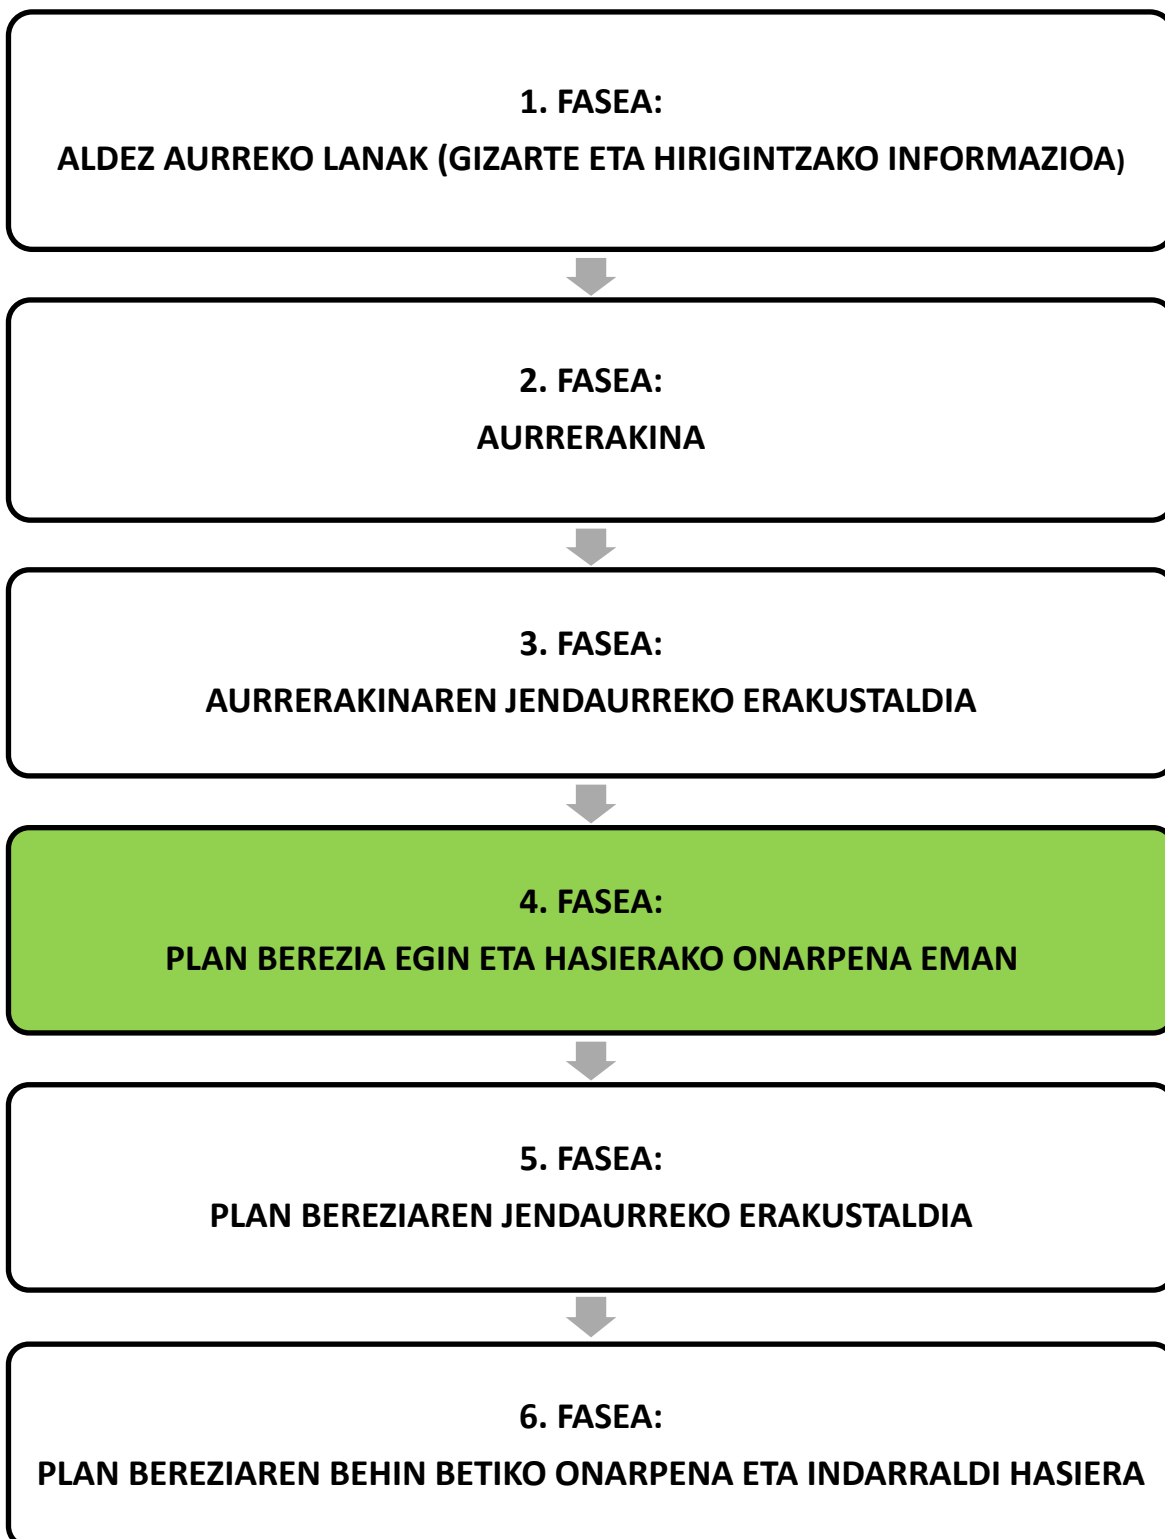 1. FASEA:
ALDEZ AURREKO LANAK (GIZARTE ETA HIRIGINTZAKO INFORMAZIOA)
2. FASEA:
AURRERAKINA
3. FASEA:
AURRERAKINAREN JENDAURREKO ERAKUSTALDIA
4. FASEA:
PLAN BEREZIA EGIN ETA HASIERAKO ONARPENA EMAN
5. FASEA:
PLAN BEREZIAREN JENDAURREKO ERAKUSTALDIA
6. FASEA:
PLAN BEREZIAREN BEHIN BETIKO ONARPENA ETA INDARRALDI HASIERA